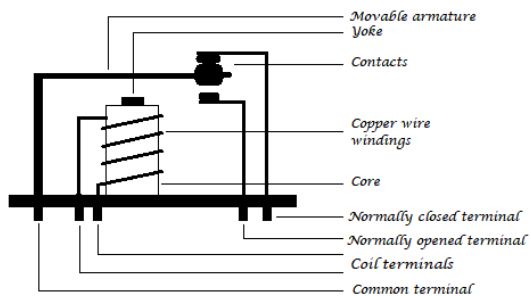 Movable armature
Yoke
Contacts
Copper wire
windings
Core
Normally closed terminal
Normally opened terminal
Coil terminals
Common terminal